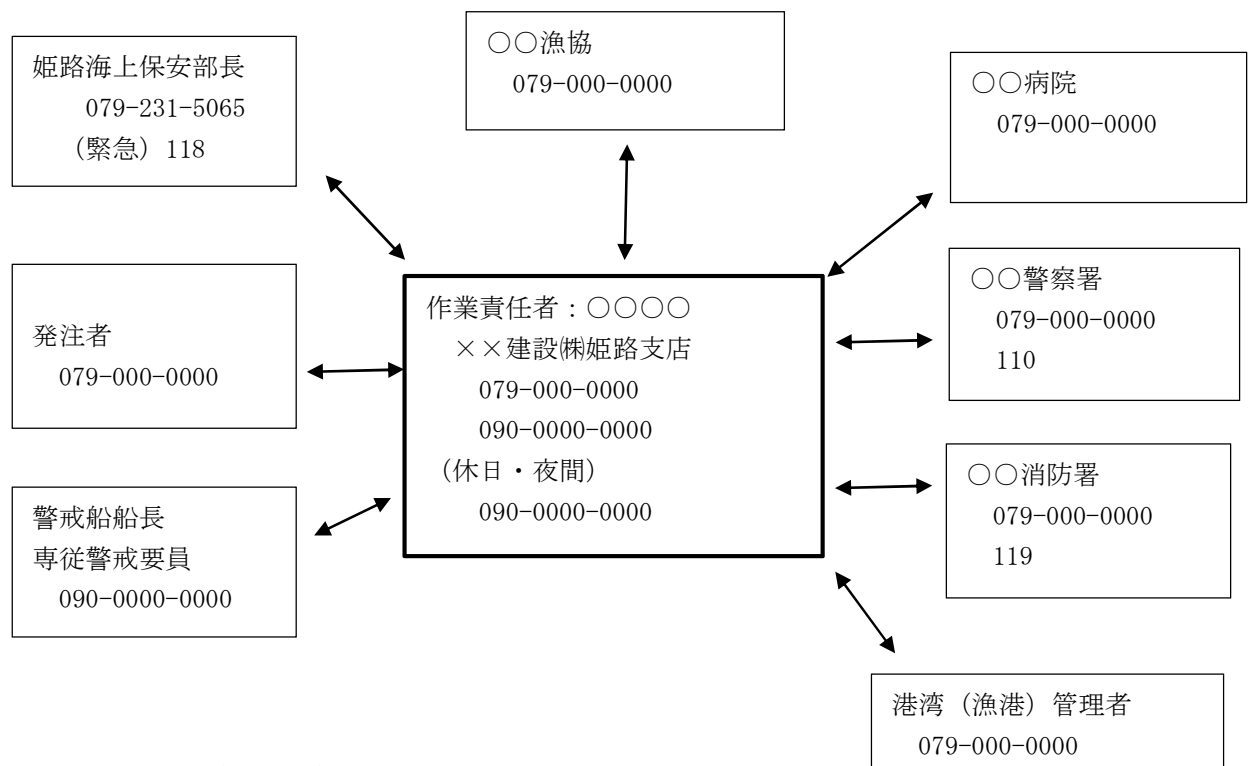 ○○漁協
079-000-0000
姫路海上保安部長
079-231-5065
（緊急）118
○○病院
079-000-0000
発注者
079-000-0000
作業責任者：○○○○
××建設㈱姫路支店
079-000-0000
090-0000-0000
（休日・夜間）
090-0000-0000
○○警察署
079-000-0000
110
警戒船船長
専従警戒要員
090-0000-0000
○○消防署
079-000-0000
119
港湾（漁港）管理者
079-000-0000